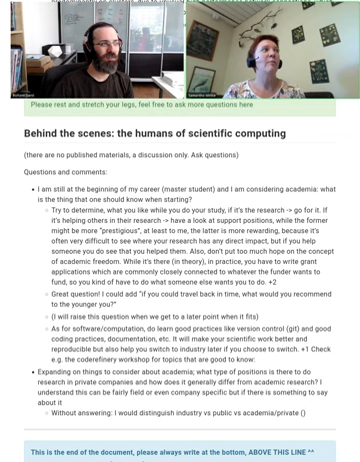 Please rest and stretch your legs, feel free to ask more questions here
Behind the scenes: the humans of scientific computing
(there are no published materials, a discussion only. Ask questions)
Questions and comments:
I am still at the beginning of my career (master student) and I am considering academia: what
is the thing that one should know when starting?
Try to determine, what you like while you do your study, if it's the research -> go for it. If
it's helping others in their research -> have a look at support positions, while the former
might be more "prestigious", at least to me, the latter is more rewarding, because it's
often very difficult to see where your research has any direct impact, but if you help
someone you do see that you helped them. Also, don't put too much hope on the concept
of academic freedom. While it's there (in theory), in practice, you have to write grant
applications which are commonly closely connected to whatever the funder wants to
fund, so you kind of have to do what someone else wants you to do. +2
Great question! I could add "if you could travel back in time, what would you recommend
to the younger you?"
(I will raise this question when we get to a later point when it fits)
As for software/computation, do learn good practices like version control (git) and good
coding practices, documentation, etc. It will make your scientific work better and
reproducible but also help you switch to industry later if you choose to switch. +1 Check
e.g. the coderefinery workshop for topics that are good to know:
Expanding on things to consider about academia; what type of positions is there to do
research in private companies and how does it generally differ from academic research? I
understand this can be fairly field or even company specific but if there is something to say
about it
Without answering: I would distinguish industry vs public vs academia/private ()
This is the end of the document, please always write at the bottom, ABOVE THIS LINE ^^